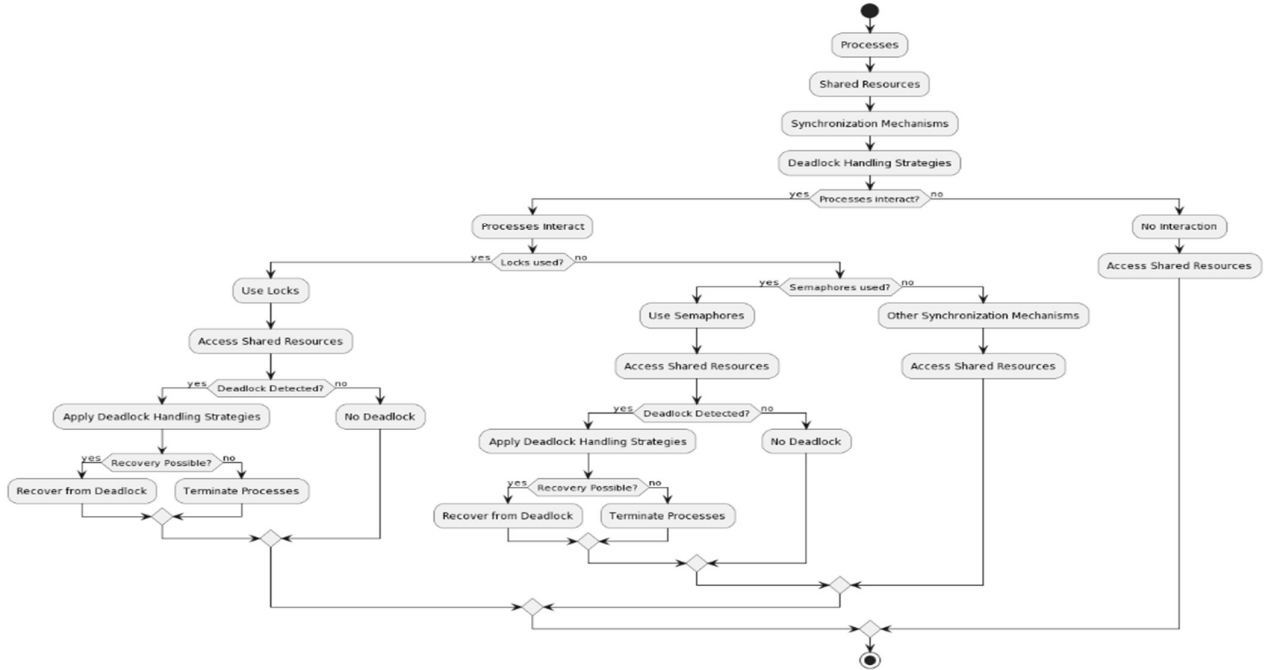 Processes
Shared Resources
Synchronization Mechanisms
Deadlock Handling Strategies
yes
Processes interact?
no
Processes Interact
No Interaction
yes
Locks used?
no
Access Shared Resources
Use Locks
yes
Semaphores used?
no
Use Semaphores
Other Synchronization Mechanisms
Access Shared Resources
Access Shared Resources
Access Shared Resources
yes
Deadlock Detected?
no
Apply Deadlock Handling Strategies
No Deadlock
yes
Deadlock Detected?
no
Apply Deadlock Handling Strategies
No Deadlock
yes
Recovery Possible?
no
Recover from Deadlock
Terminate Processes
yes
Recovery Possible?
no
Recover from Deadlock
Terminate Processes